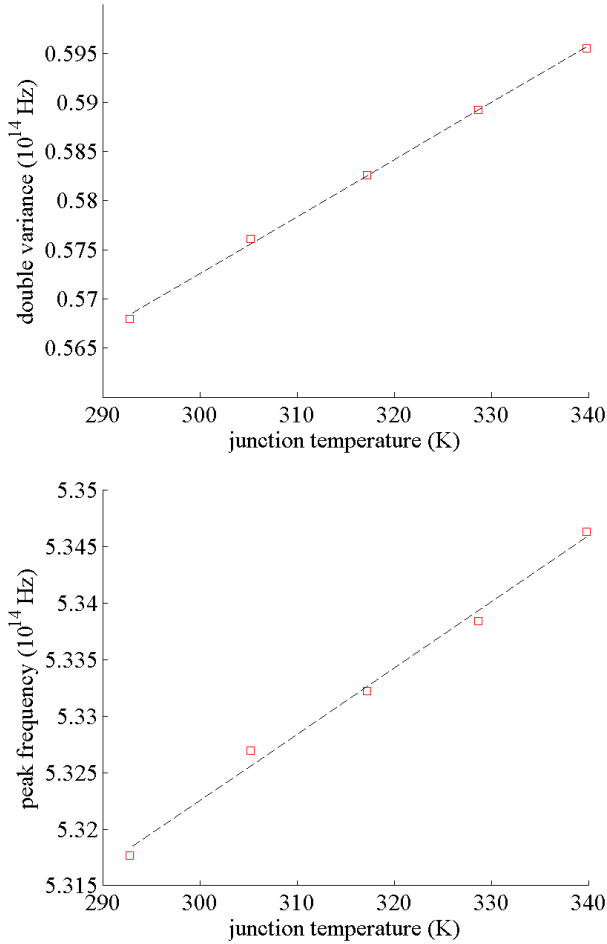 double variance (10^14 Hz)
0.595
0.59
0.585
0.58
0.575
0.57
0.565
290 300 310 320 330 340
junction temperature (K)
peak frequency (10^14 Hz)
5.35
5.345
5.34
5.335
5.33
5.325
5.32
5.315
290 300 310 320 330 340
junction temperature (K)